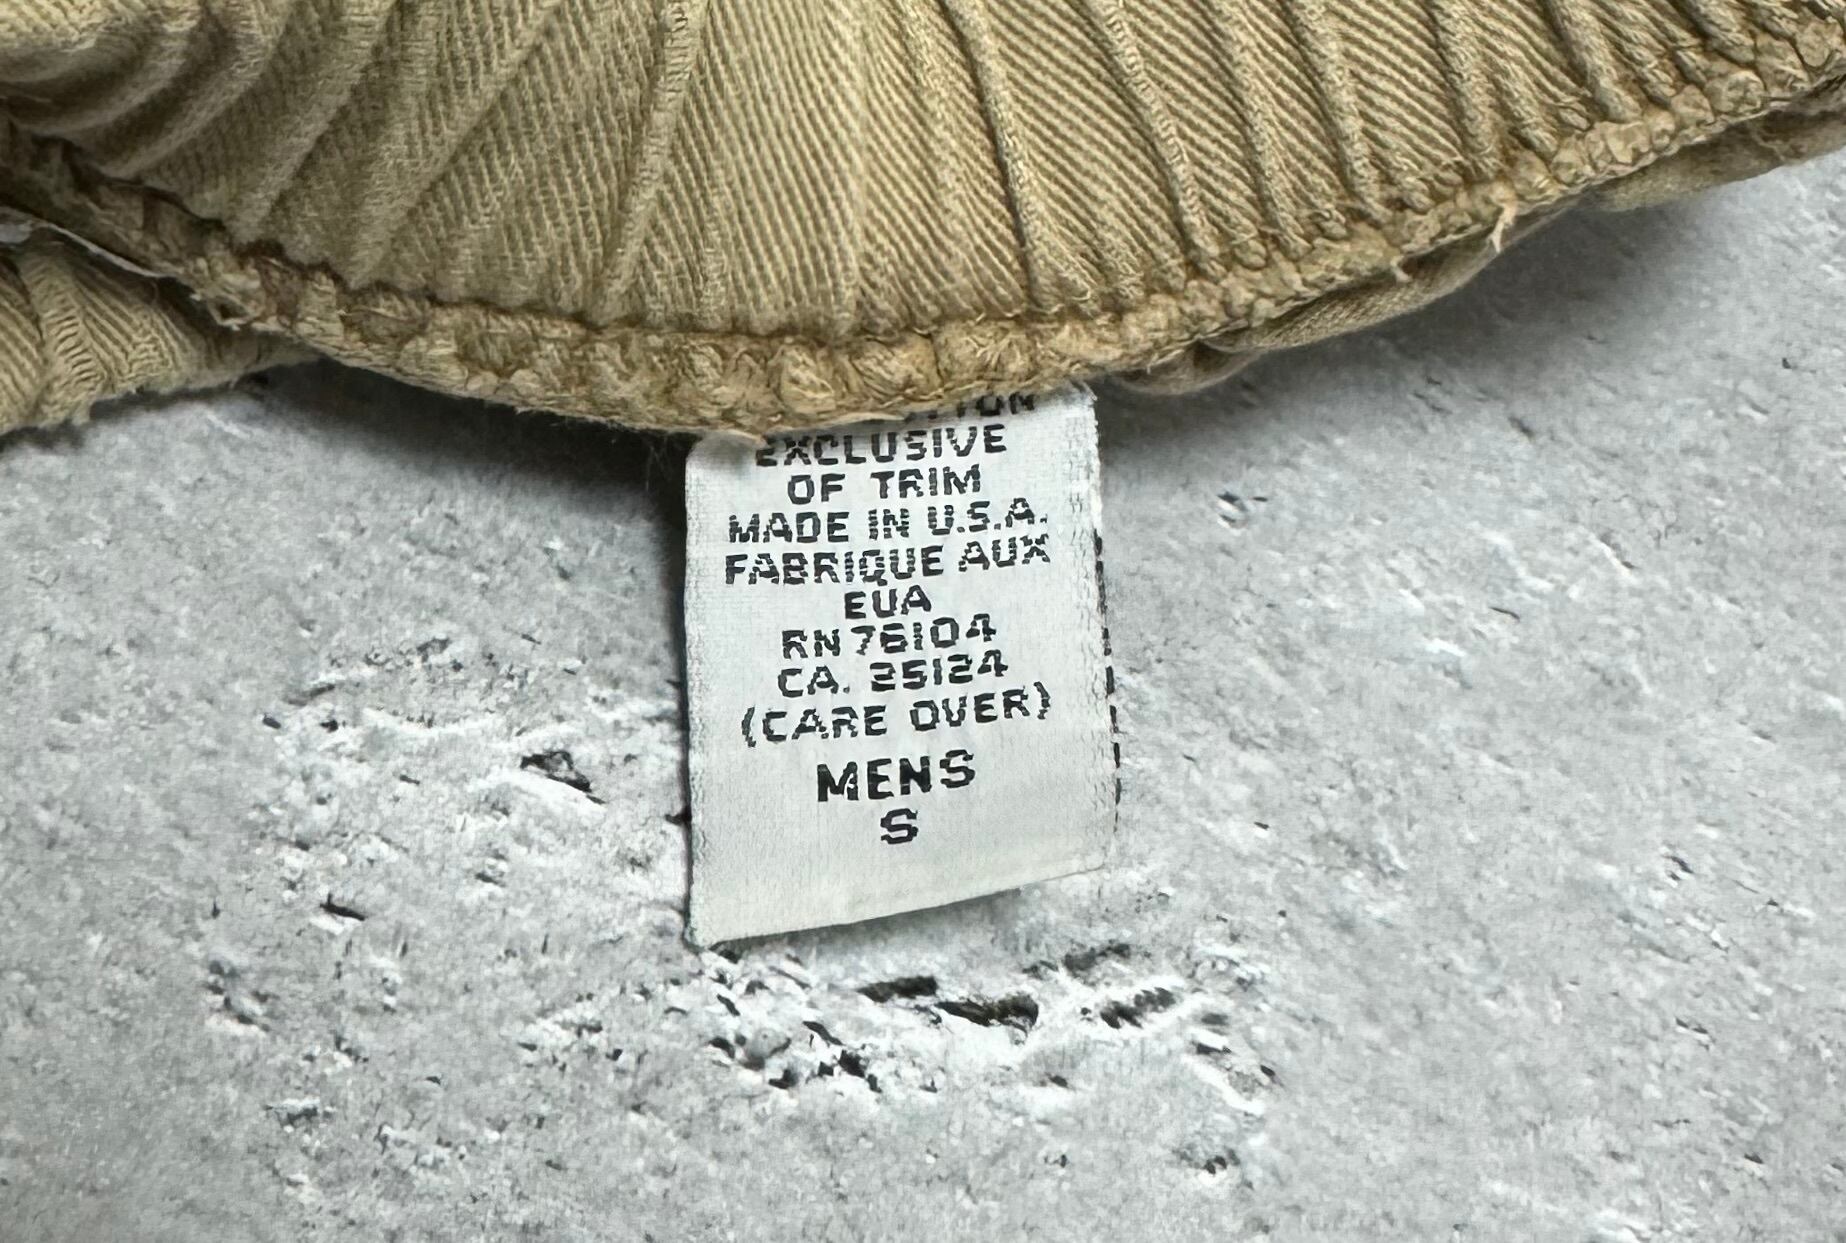 EXCLUSIVE
OF TRIM
MADE IN U.S.A.
FABRIQUE AUX
EUA
RN 76104
CA. 25124
(CARE OVER)
MENS
S